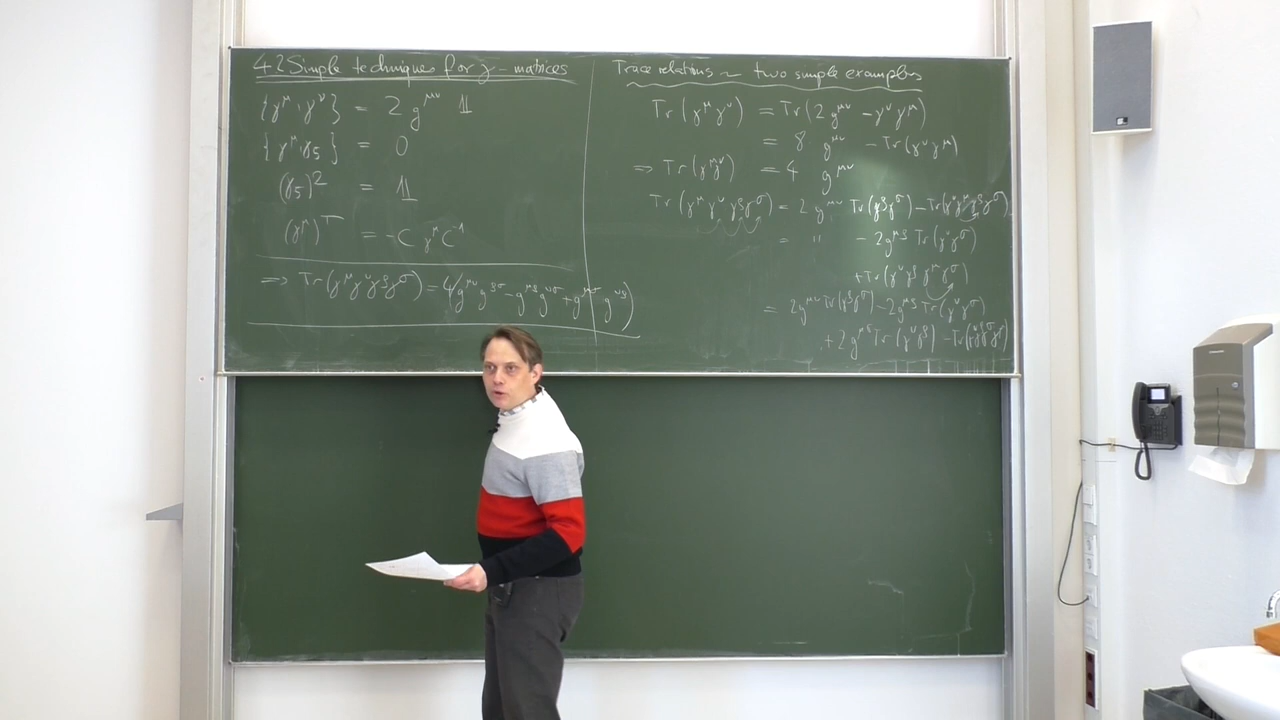 4.2 Simple techniques for γ-matrices
{γ^μ, γ^ν} = 2 g^{μν} 𝟙
{γ^μ, γ_5} = 0
(γ_5)^2 = 𝟙
(γ^μ)^T = -C γ^μ C^{-1}
⇒ Tr(γ^μ γ^ν γ^ρ γ^σ) = 4(g^{μν} g^{ρσ} - g^{μρ} g^{νσ} + g^{μσ} g^{νρ})
Trace relations ~ two simple examples
Tr(γ^μ γ^ν) = Tr(2 g^{μν} - γ^ν γ^μ)
= 8 g^{μν} - Tr(γ^ν γ^μ)
⇒ Tr(γ^μ γ^ν) = 4 g^{μν}
Tr(γ^μ γ^ν γ^ρ γ^σ) = 2 g^{μν} Tr(γ^ρ γ^σ) - Tr(γ^ν γ^μ γ^ρ γ^σ)
= " - 2g^{μρ} Tr(γ^ν γ^σ)
+ Tr(γ^ν γ^ρ γ^μ γ^σ)
= 2g^{μν} Tr(γ^ρ γ^σ) - 2g^{μρ} Tr(γ^ν γ^σ)
+ 2 g^{μσ} Tr(γ^ν γ^ρ) - Tr(γ^ν γ^ρ γ^σ γ^μ)